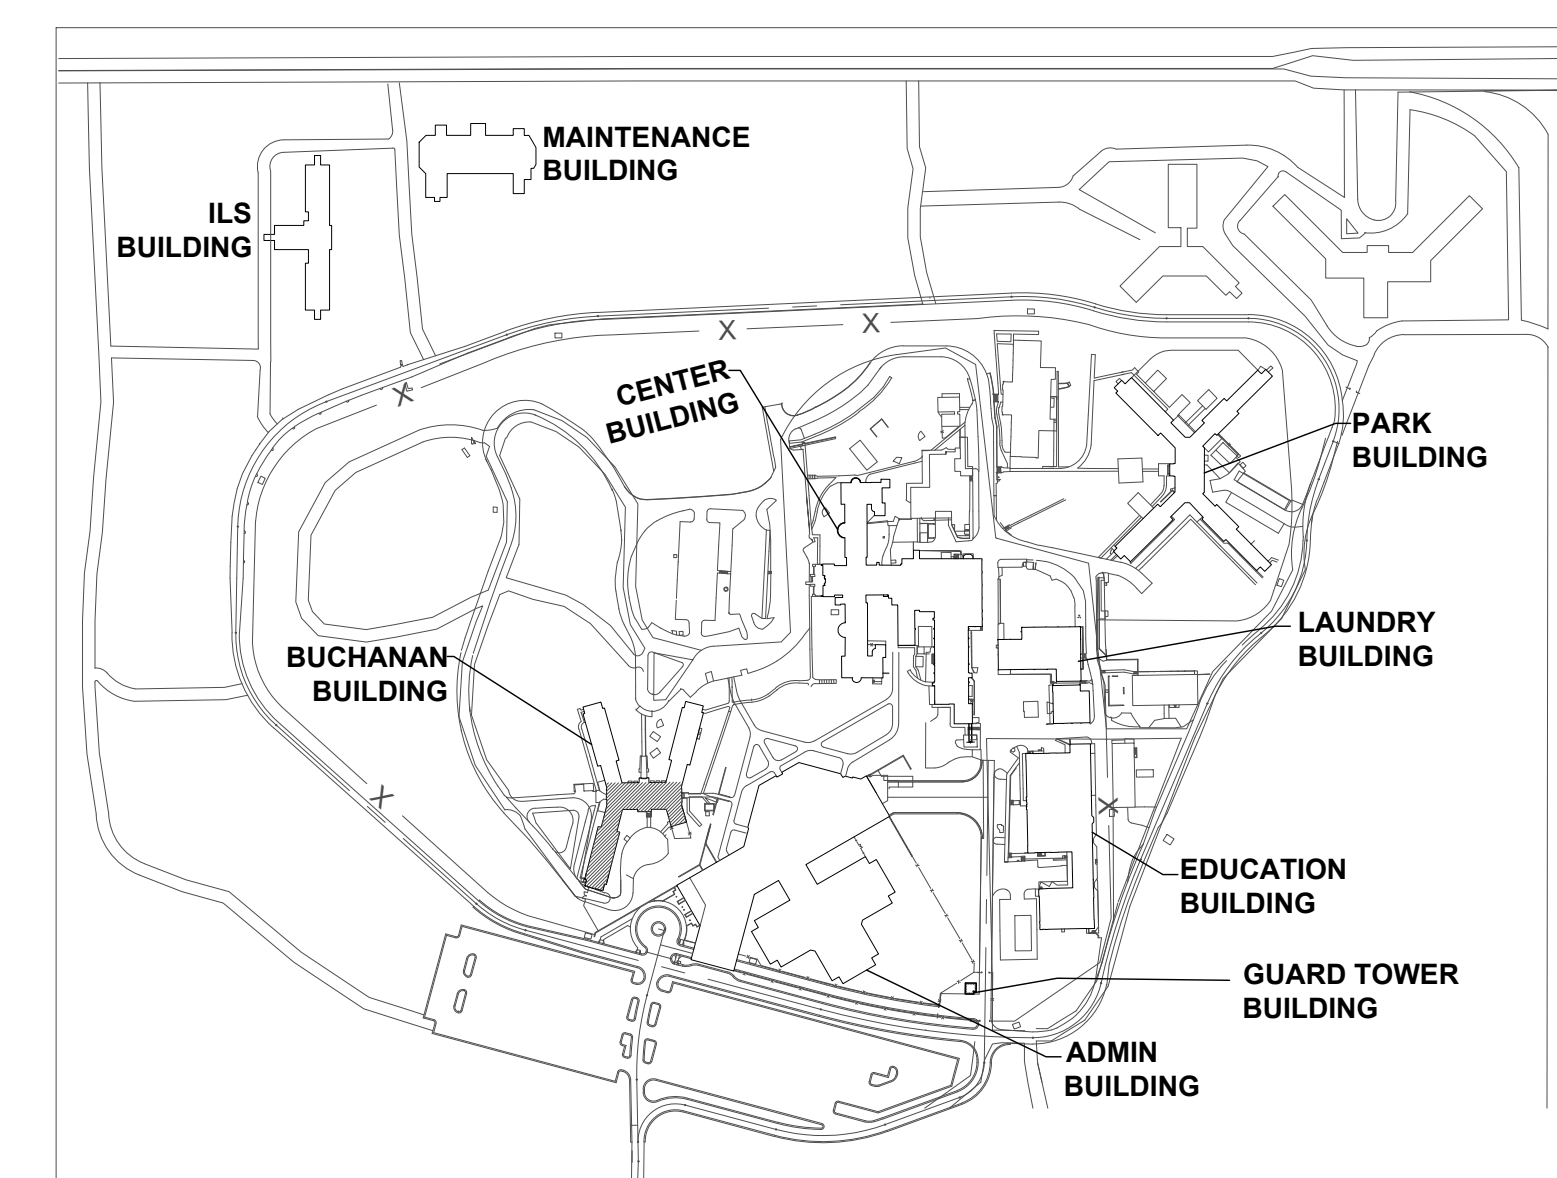 MAINTENANCE
BUILDING
ILS
BUILDING
X
X
X
CENTER
BUILDING
PARK
BUILDING
LAUNDRY
BUILDING
BUCHANAN
BUILDING
X
X
EDUCATION
BUILDING
GUARD TOWER
BUILDING
ADMIN
BUILDING